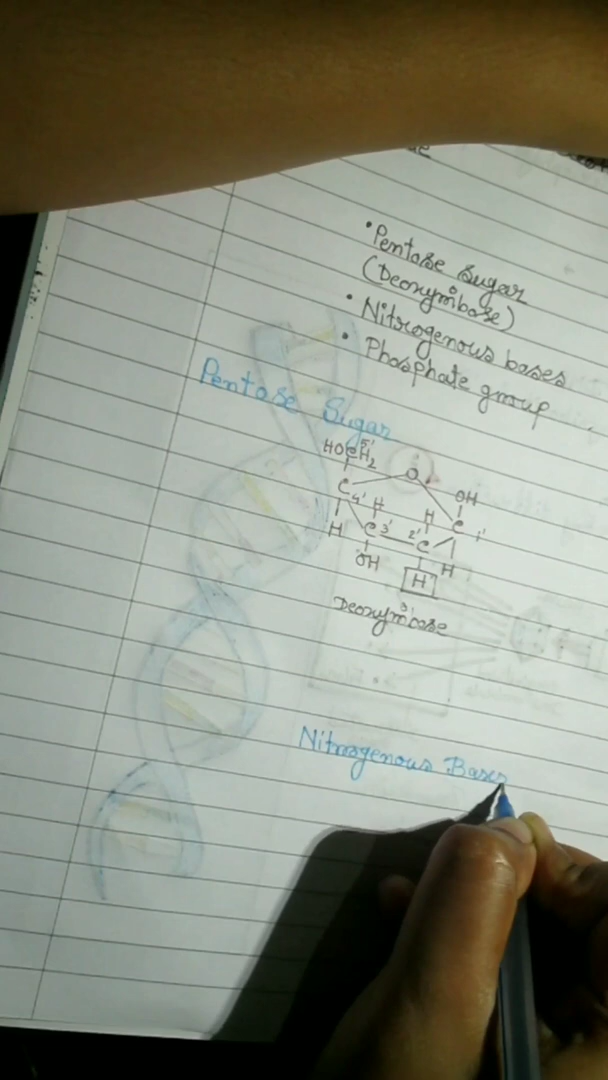 • Pentose Sugar
(Deoxyribose)
• Nitrogenous bases
• Phosphate group
Pentose Sugar
5'
HOCH2
O
OH
C 4' H H C 1'
H C 3' 2' C H
OH H
Deoxyribose
Nitrogenous Bases